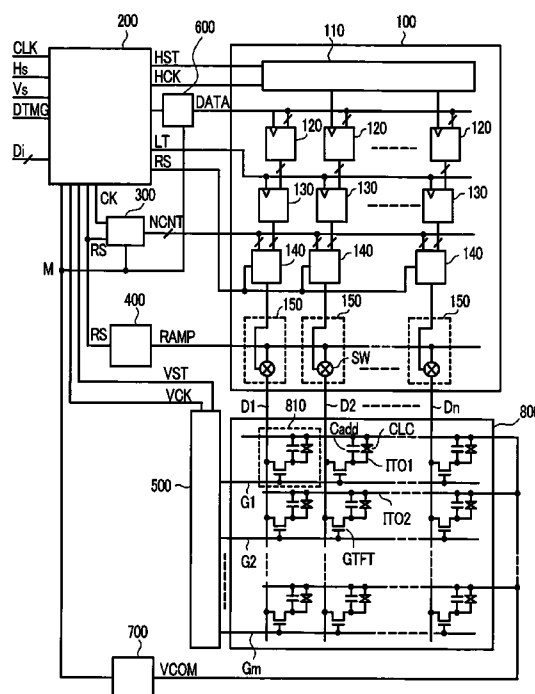 200
600
100
110
CLK
Hs
Vs
DTMG
Di
HST
HCK
DATA
LT
RS
120
120
120
130
130
130
CK
300
NCNT
RS
M
140
140
140
150
150
150
400
RS
RAMP
SW
VST
VCK
D1
810
D2
Dn
800
Cadd
CLC
ITO1
500
G1
ITO2
G2
GTFT
Gm
700
VCOM